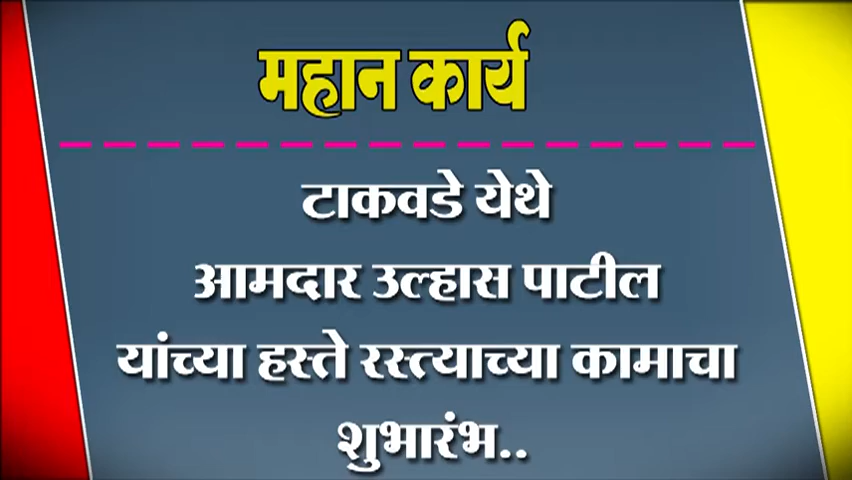 महान कार्य
टाकवडे येथे
आमदार उल्हास पाटील
यांच्या हस्ते रस्त्याच्या कामाचा
शुभारंभ..